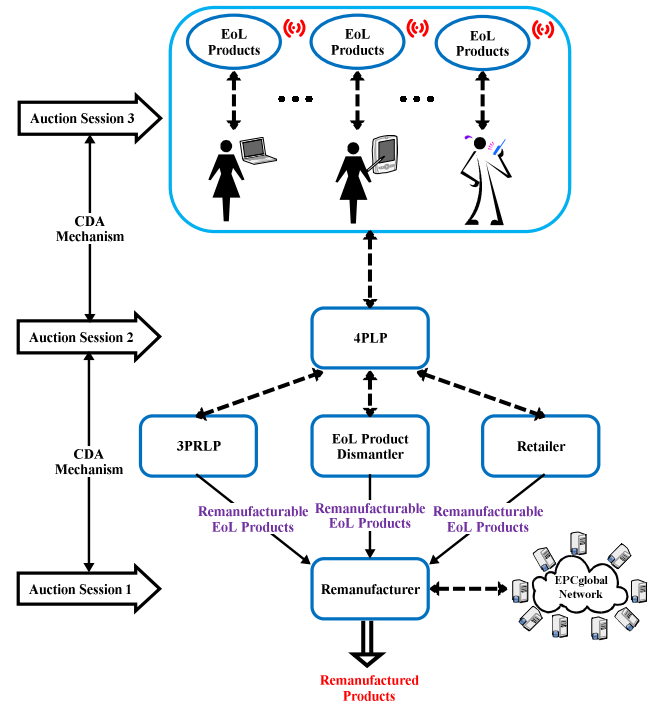 EoL
Products
EoL
Products
EoL
Products
Auction Session 3
CDA
Mechanism
Auction Session 2
4PLP
3PRLP
EoL Product
Dismantler
Retailer
CDA
Mechanism
Remanufacturable
EoL Products
Remanufacturable
EoL Products
Remanufacturable
EoL Products
Auction Session 1
Remanufacturer
EPCglobal
Network
Remanufactured
Products